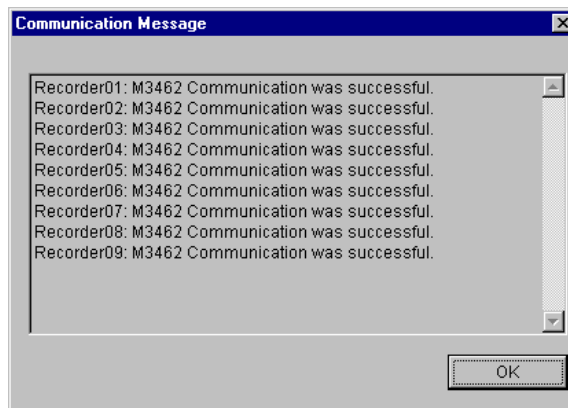 Communication Message
Recorder01: M3462 Communication was successful.
Recorder02: M3462 Communication was successful.
Recorder03: M3462 Communication was successful.
Recorder04: M3462 Communication was successful.
Recorder05: M3462 Communication was successful.
Recorder06: M3462 Communication was successful.
Recorder07: M3462 Communication was successful.
Recorder08: M3462 Communication was successful.
Recorder09: M3462 Communication was successful.
OK